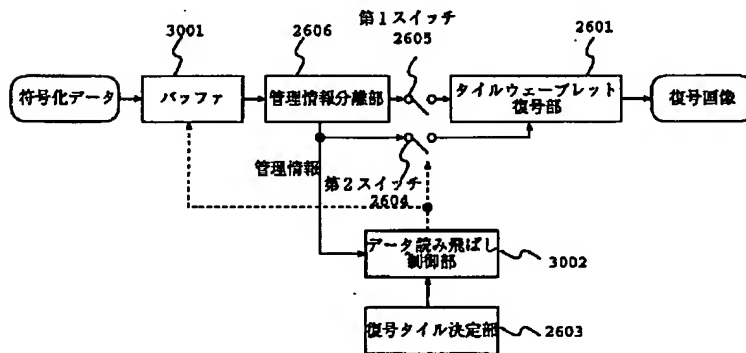 第1スイッチ
3001
2606
2605
2601
符号化データ
バッファ
管理情報分離部
タイルウェーブレット
復号部
復号画像
管理情報
第2スイッチ
2604
データ読み飛ばし
制御部
3002
復号タイル決定部
2603